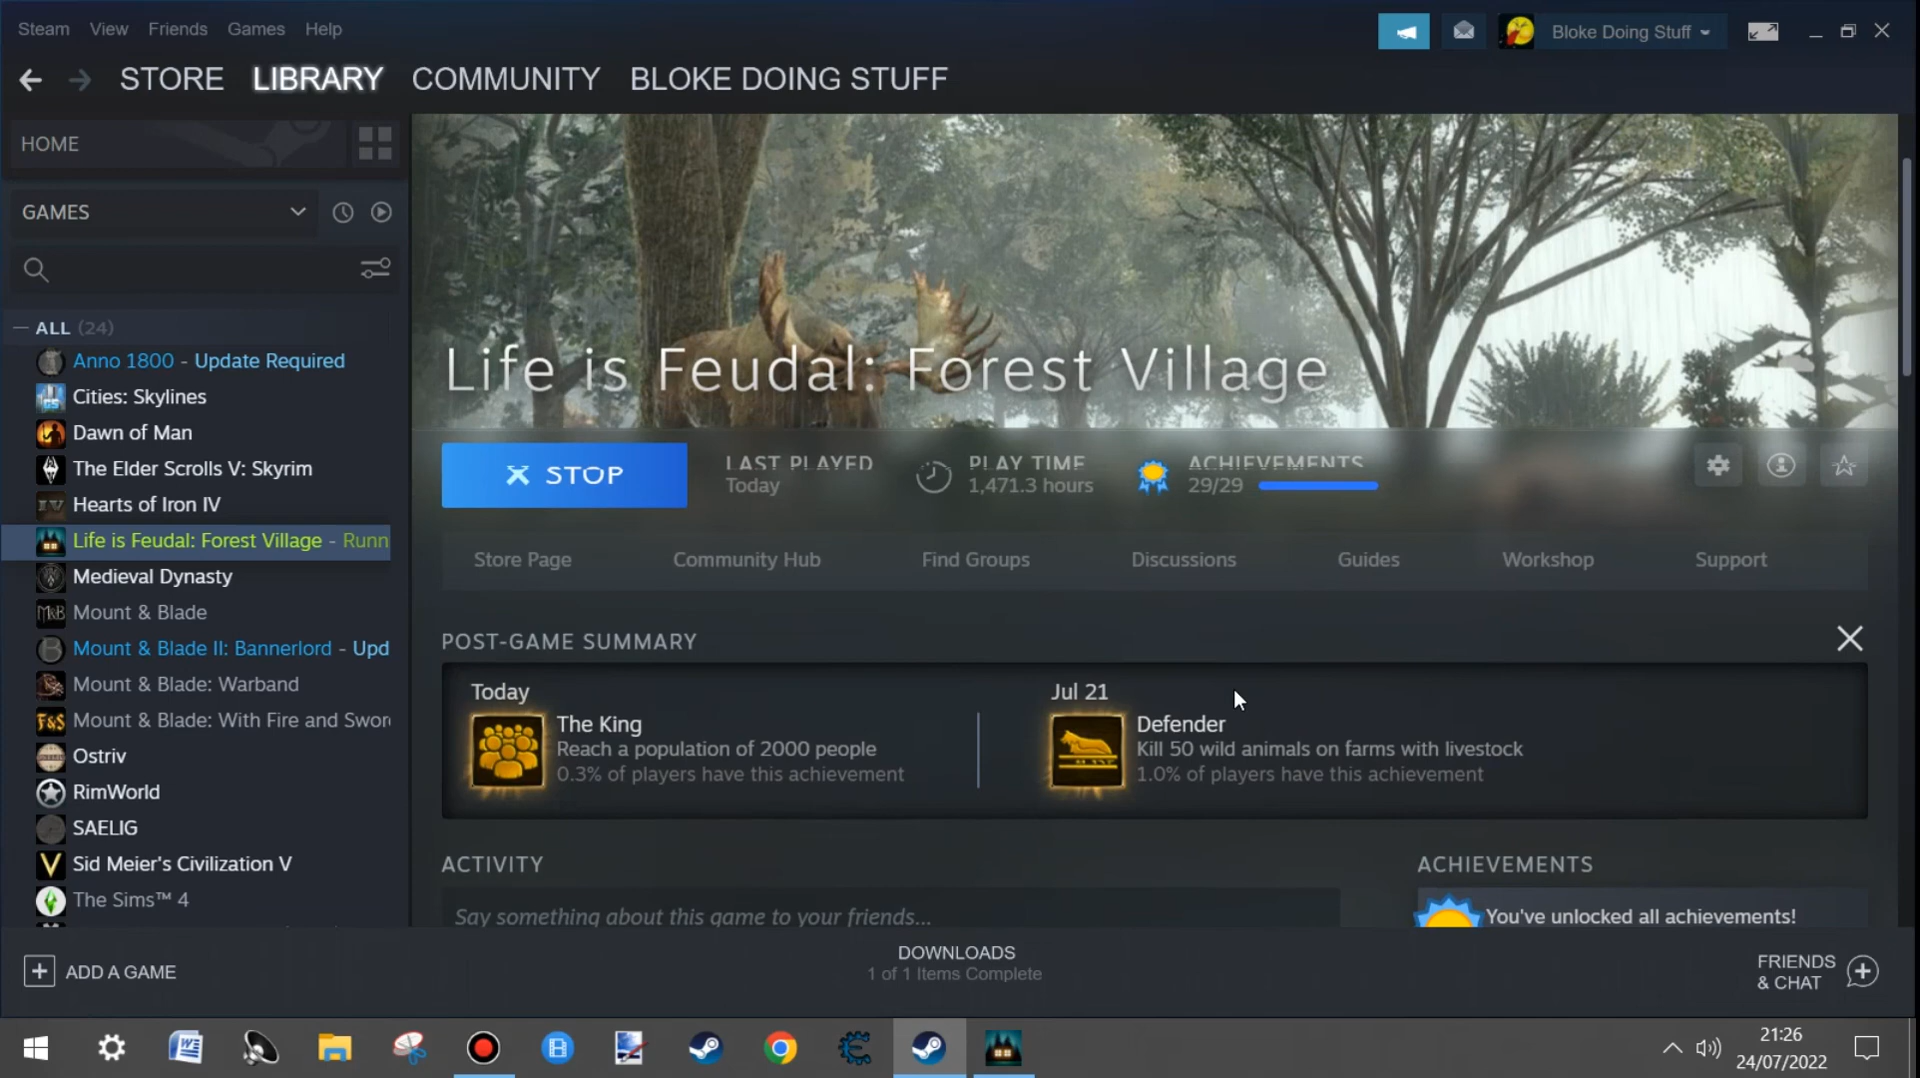 Steam View Friends Games Help
Bloke Doing Stuff
STORE LIBRARY COMMUNITY BLOKE DOING STUFF
HOME
GAMES
ALL (24)
Anno 1800 - Update Required
Cities: Skylines
Dawn of Man
The Elder Scrolls V: Skyrim
Hearts of Iron IV
Life is Feudal: Forest Village - Runn
Medieval Dynasty
Mount & Blade
Mount & Blade II: Bannerlord - Upd
Mount & Blade: Warband
Mount & Blade: With Fire and Swor
Ostriv
RimWorld
SAELIG
Sid Meier's Civilization V
The Sims™ 4
ADD A GAME
Life is Feudal: Forest Village
STOP
LAST PLAYED
Today
PLAY TIME
1,471.3 hours
ACHIEVEMENTS
29/29
Store Page Community Hub Find Groups Discussions Guides Workshop Support
POST-GAME SUMMARY
Today
The King
Reach a population of 2000 people
0.3% of players have this achievement
Jul 21
Defender
Kill 50 wild animals on farms with livestock
1.0% of players have this achievement
ACTIVITY
Say something about this game to your friends...
ACHIEVEMENTS
You've unlocked all achievements!
DOWNLOADS
1 of 1 Items Complete
FRIENDS
& CHAT
21:26
24/07/2022